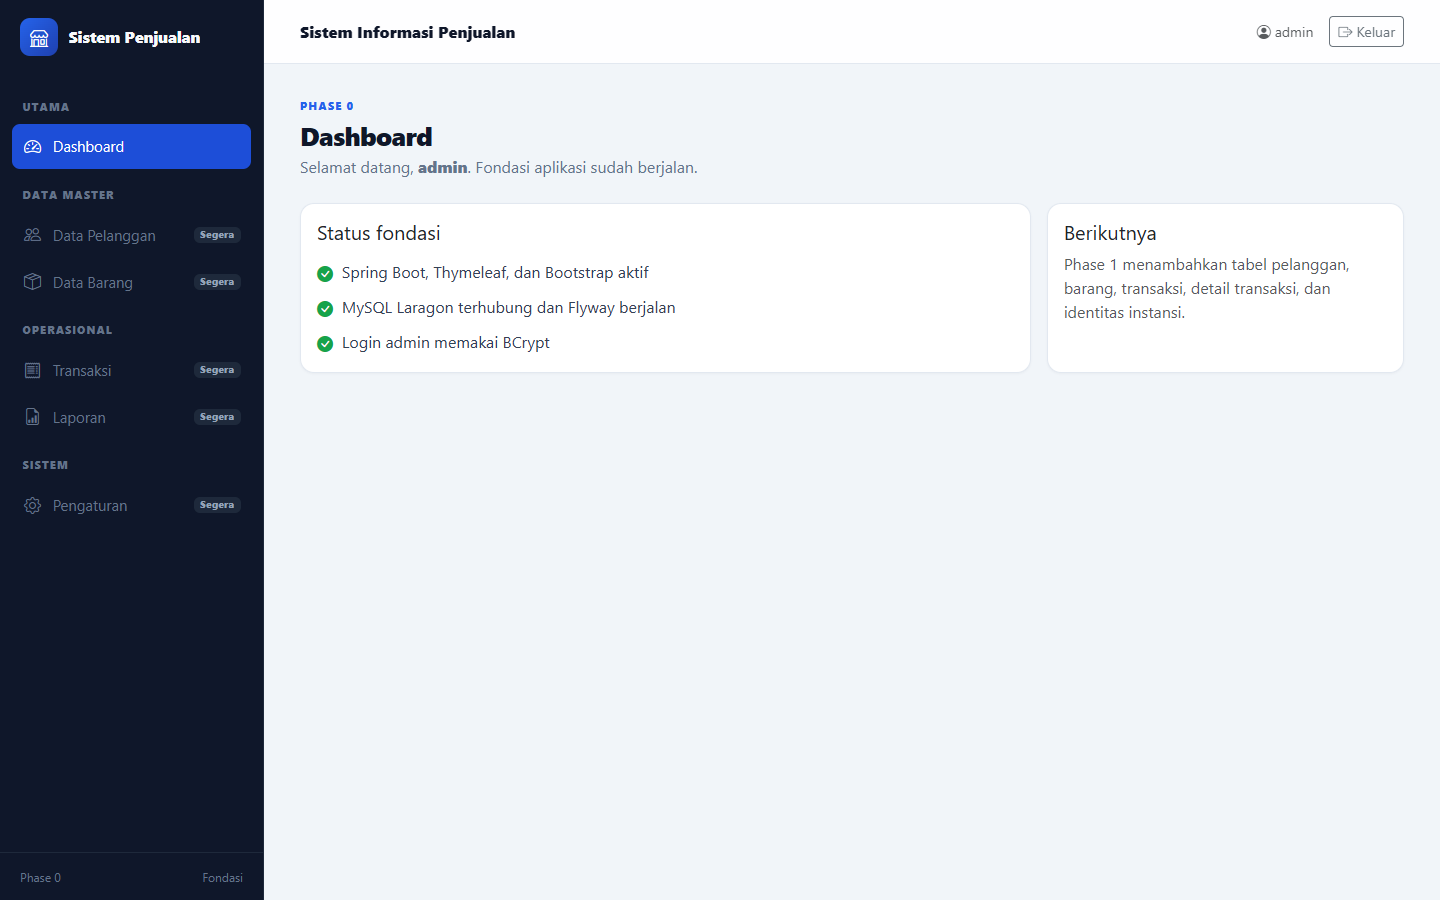 Sistem Penjualan
UTAMA
Dashboard
DATA MASTER
Data Pelanggan Segera
Data Barang Segera
OPERASIONAL
Transaksi Segera
Laporan Segera
SISTEM
Pengaturan Segera
Phase 0 Fondasi
Sistem Informasi Penjualan
admin Keluar
PHASE 0
Dashboard
Selamat datang, admin. Fondasi aplikasi sudah berjalan.
Status fondasi
Spring Boot, Thymeleaf, dan Bootstrap aktif
MySQL Laragon terhubung dan Flyway berjalan
Login admin memakai BCrypt
Berikutnya
Phase 1 menambahkan tabel pelanggan,
barang, transaksi, detail transaksi, dan
identitas instansi.